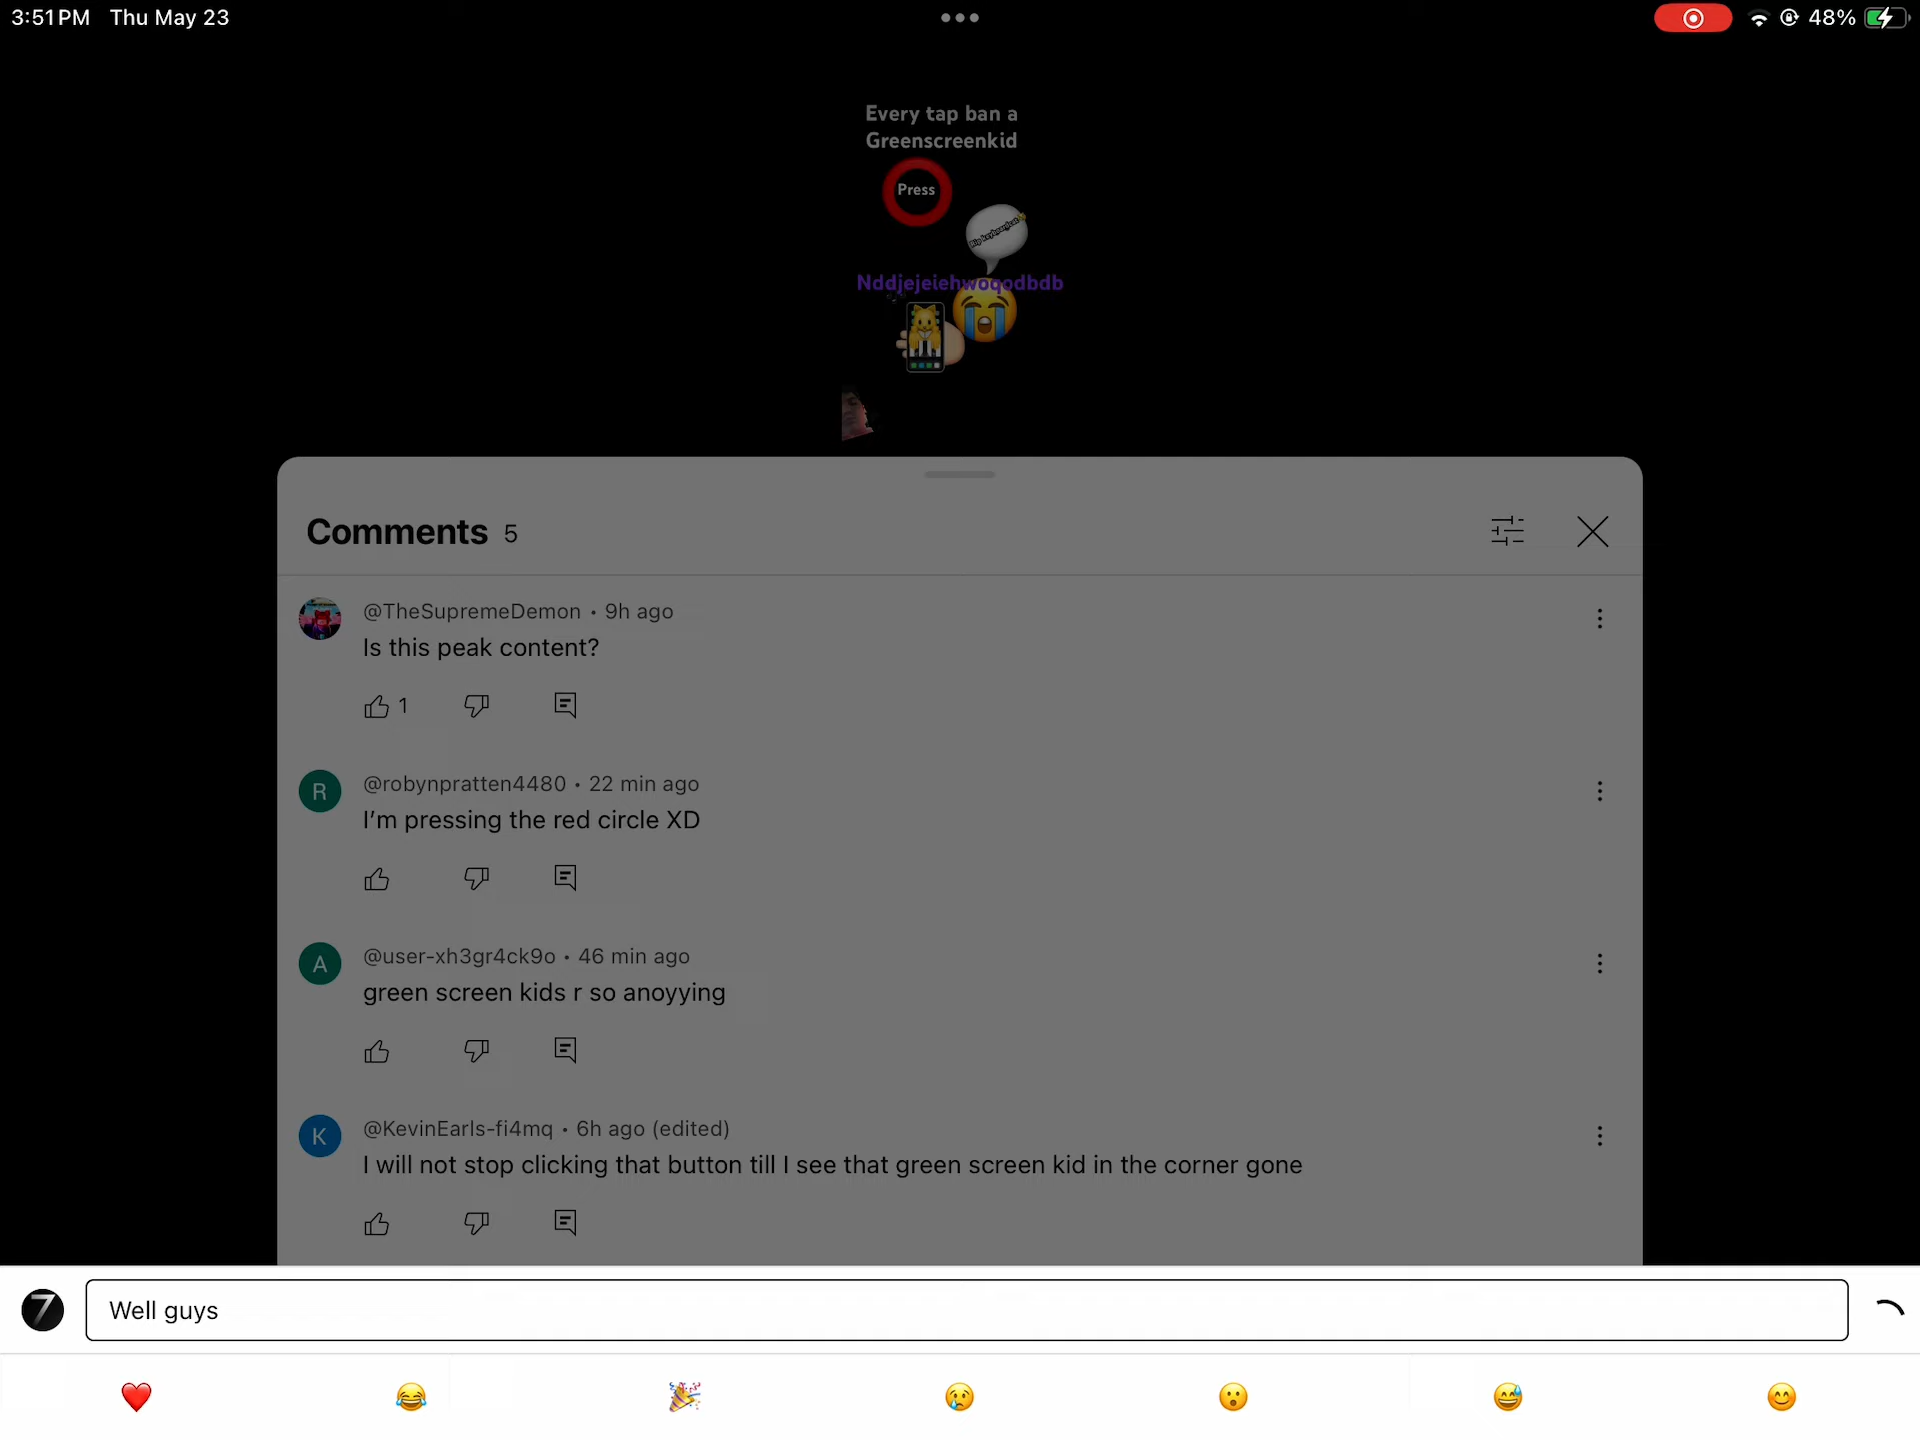 3:51 PM Thu May 23
48%
Every tap ban a
Greenscreenkid
Press
Rip keyboardcat
Nddjejeiehwoqodbdb
Comments 5
@TheSupremeDemon • 9h ago
Is this peak content?
1
R
@robynpratten4480 • 22 min ago
I’m pressing the red circle XD
A
@user-xh3gr4ck9o • 46 min ago
green screen kids r so anoyying
K
@KevinEarls-fi4mq • 6h ago (edited)
I will not stop clicking that button till I see that green screen kid in the corner gone
7
Well guys